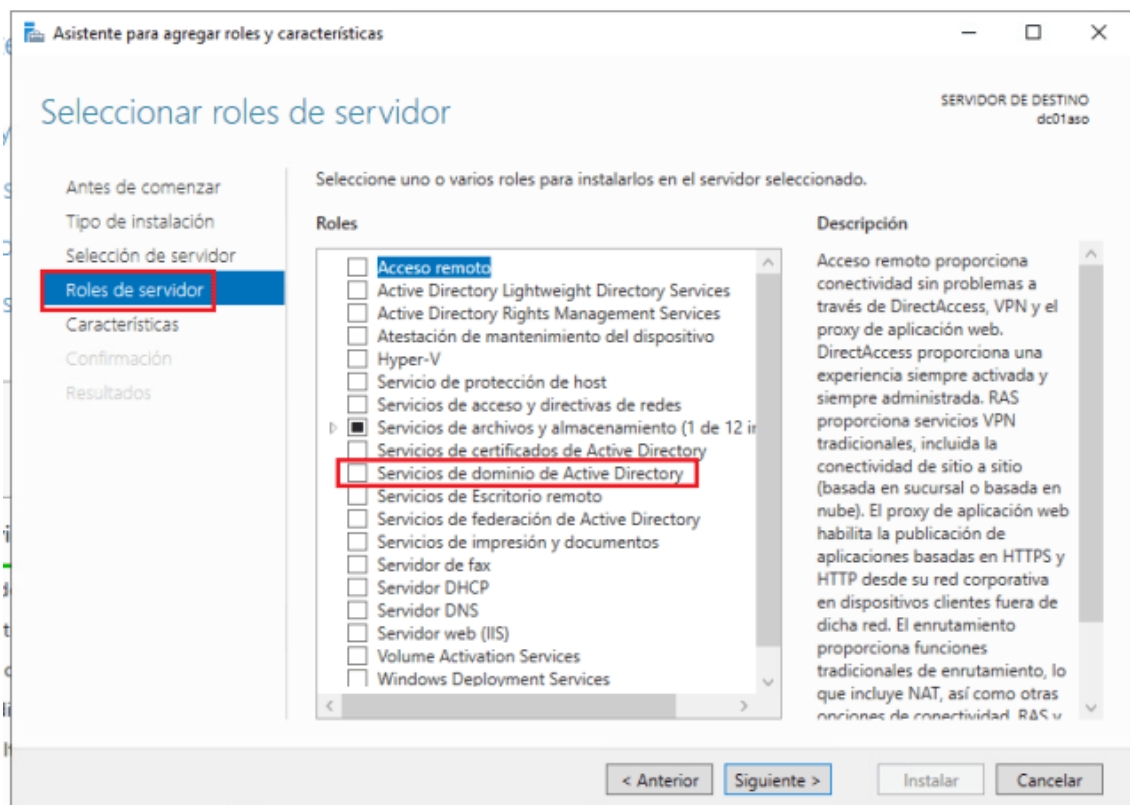 Asistente para agregar roles y características
Seleccionar roles de servidor
SERVIDOR DE DESTINO
dc01aso
Antes de comenzar
Tipo de instalación
Selección de servidor
Roles de servidor
Características
Confirmación
Resultados
Seleccione uno o varios roles para instalarlos en el servidor seleccionado.
Roles
Acceso remoto
Active Directory Lightweight Directory Services
Active Directory Rights Management Services
Atestación de mantenimiento del dispositivo
Hyper-V
Servicio de protección de host
Servicios de acceso y directivas de redes
Servicios de archivos y almacenamiento (1 de 12 in
Servicios de certificados de Active Directory
Servicios de dominio de Active Directory
Servicios de Escritorio remoto
Servicios de federación de Active Directory
Servicios de impresión y documentos
Servidor de fax
Servidor DHCP
Servidor DNS
Servidor web (IIS)
Volume Activation Services
Windows Deployment Services
Descripción
Acceso remoto proporciona
conectividad sin problemas a
través de DirectAccess, VPN y el
proxy de aplicación web.
DirectAccess proporciona una
experiencia siempre activada y
siempre administrada. RAS
proporciona servicios VPN
tradicionales, incluida la
conectividad de sitio a sitio
(basada en sucursal o basada en
nube). El proxy de aplicación web
habilita la publicación de
aplicaciones basadas en HTTPS y
HTTP desde su red corporativa
en dispositivos clientes fuera de
dicha red. El enrutamiento
proporciona funciones
tradicionales de enrutamiento, lo
que incluye NAT, así como otras
opciones de conectividad. RAS y
< Anterior
Siguiente >
Instalar
Cancelar